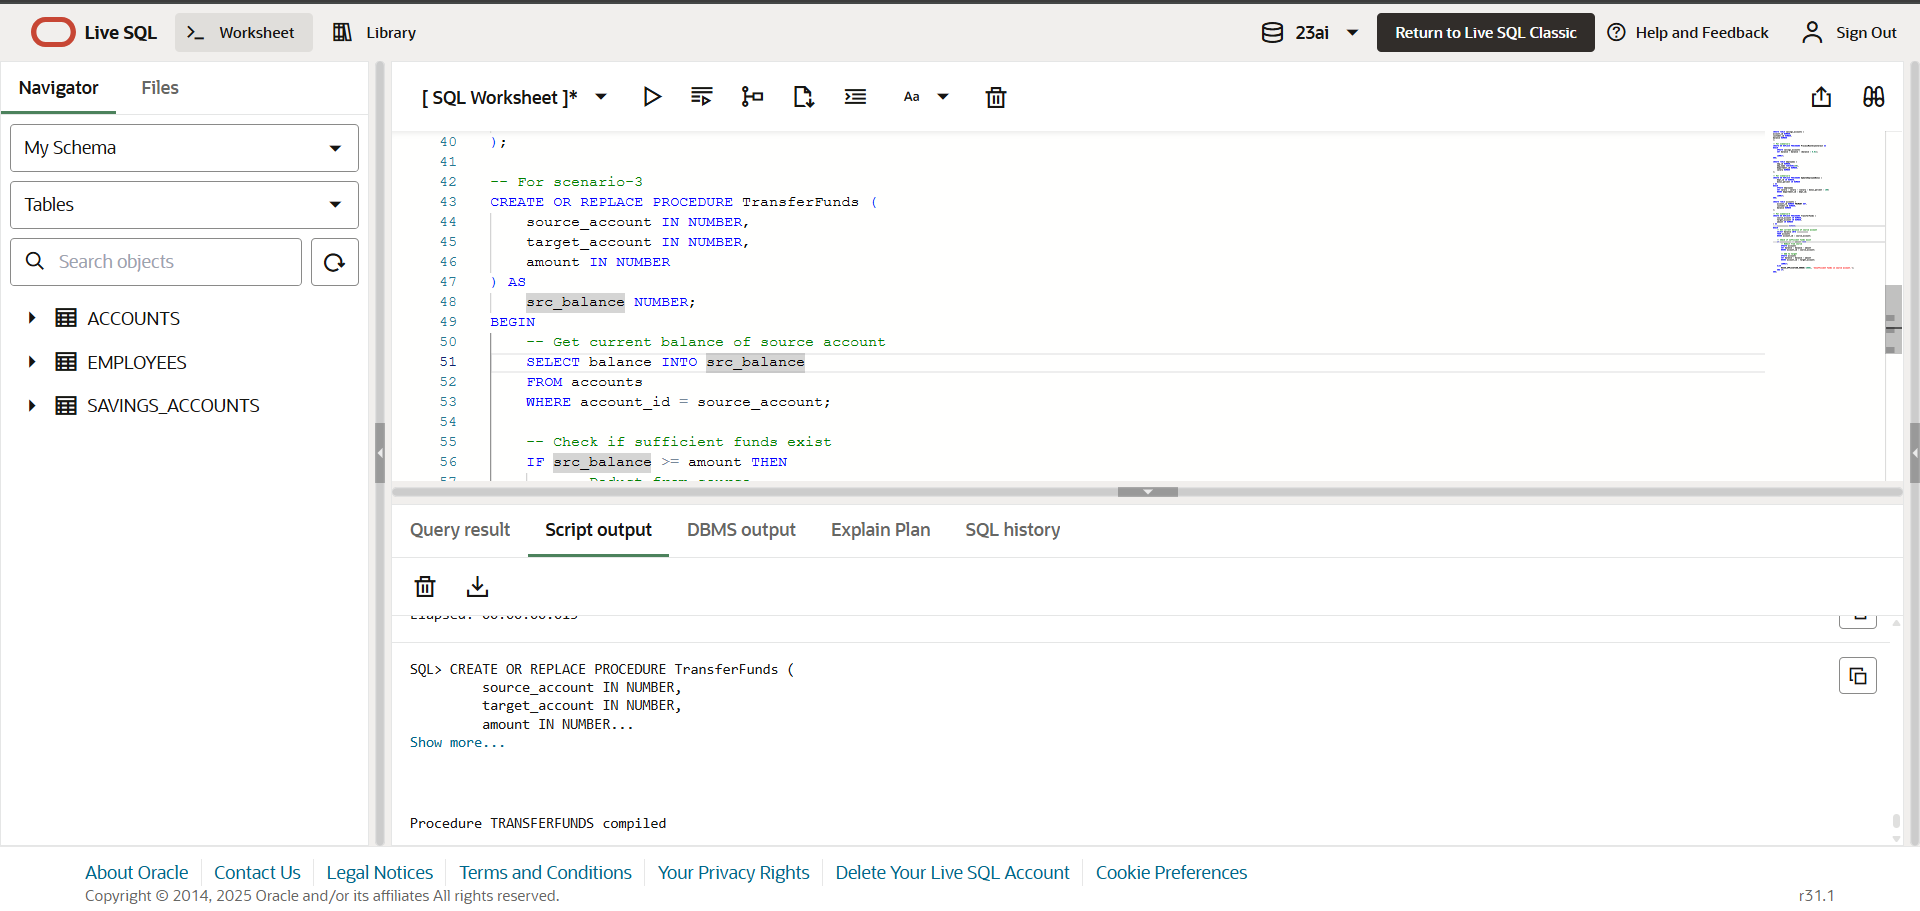 Live SQL
Worksheet
Library
23ai
Return to Live SQL Classic
Help and Feedback
Sign Out
Navigator
Files
My Schema
Tables
Search objects
ACCOUNTS
EMPLOYEES
SAVINGS_ACCOUNTS
[ SQL Worksheet ]*
Aa
40 );
41
42 -- For scenario-3
43 CREATE OR REPLACE PROCEDURE TransferFunds (
44 source_account IN NUMBER,
45 target_account IN NUMBER,
46 amount IN NUMBER
47 ) AS
48 src_balance NUMBER;
49 BEGIN
50 -- Get current balance of source account
51 SELECT balance INTO src_balance
52 FROM accounts
53 WHERE account_id = source_account;
54
55 -- Check if sufficient funds exist
56 IF src_balance >= amount THEN
Query result
Script output
DBMS output
Explain Plan
SQL history
SQL> CREATE OR REPLACE PROCEDURE TransferFunds (
source_account IN NUMBER,
target_account IN NUMBER,
amount IN NUMBER...
Show more...
Procedure TRANSFERFUNDS compiled
About Oracle
Contact Us
Legal Notices
Terms and Conditions
Your Privacy Rights
Delete Your Live SQL Account
Cookie Preferences
Copyright © 2014, 2025 Oracle and/or its affiliates All rights reserved.
r31.1